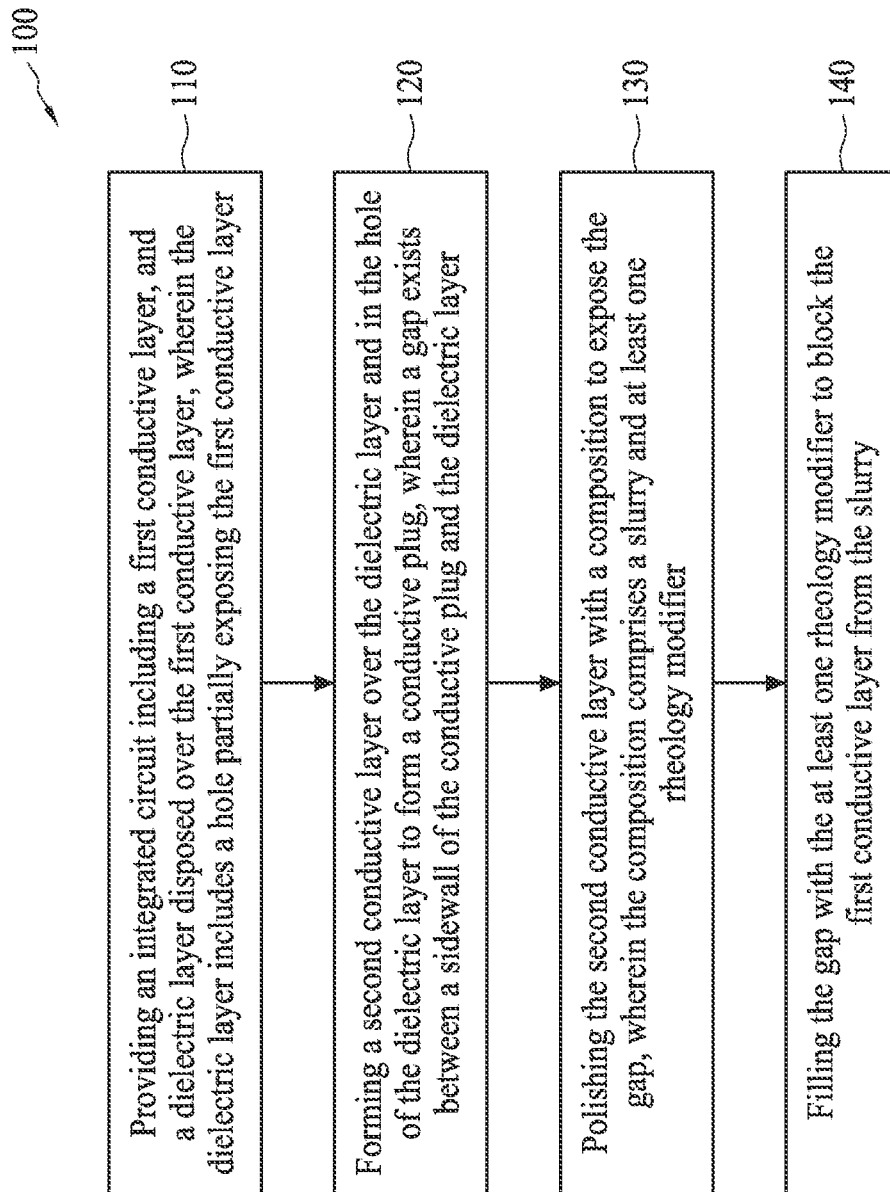 100
Providing an integrated circuit including a first conductive layer, and
a dielectric layer disposed over the first conductive layer, wherein the
dielectric layer includes a hole partially exposing the first conductive layer
110
Forming a second conductive layer over the dielectric layer and in the hole
of the dielectric layer to form a conductive plug, wherein a gap exists
between a sidewall of the conductive plug and the dielectric layer
120
Polishing the second conductive layer with a composition to expose the
gap, wherein the composition comprises a slurry and at least one
rheology modifier
130
Filling the gap with the at least one rheology modifier to block the
first conductive layer from the slurry
140